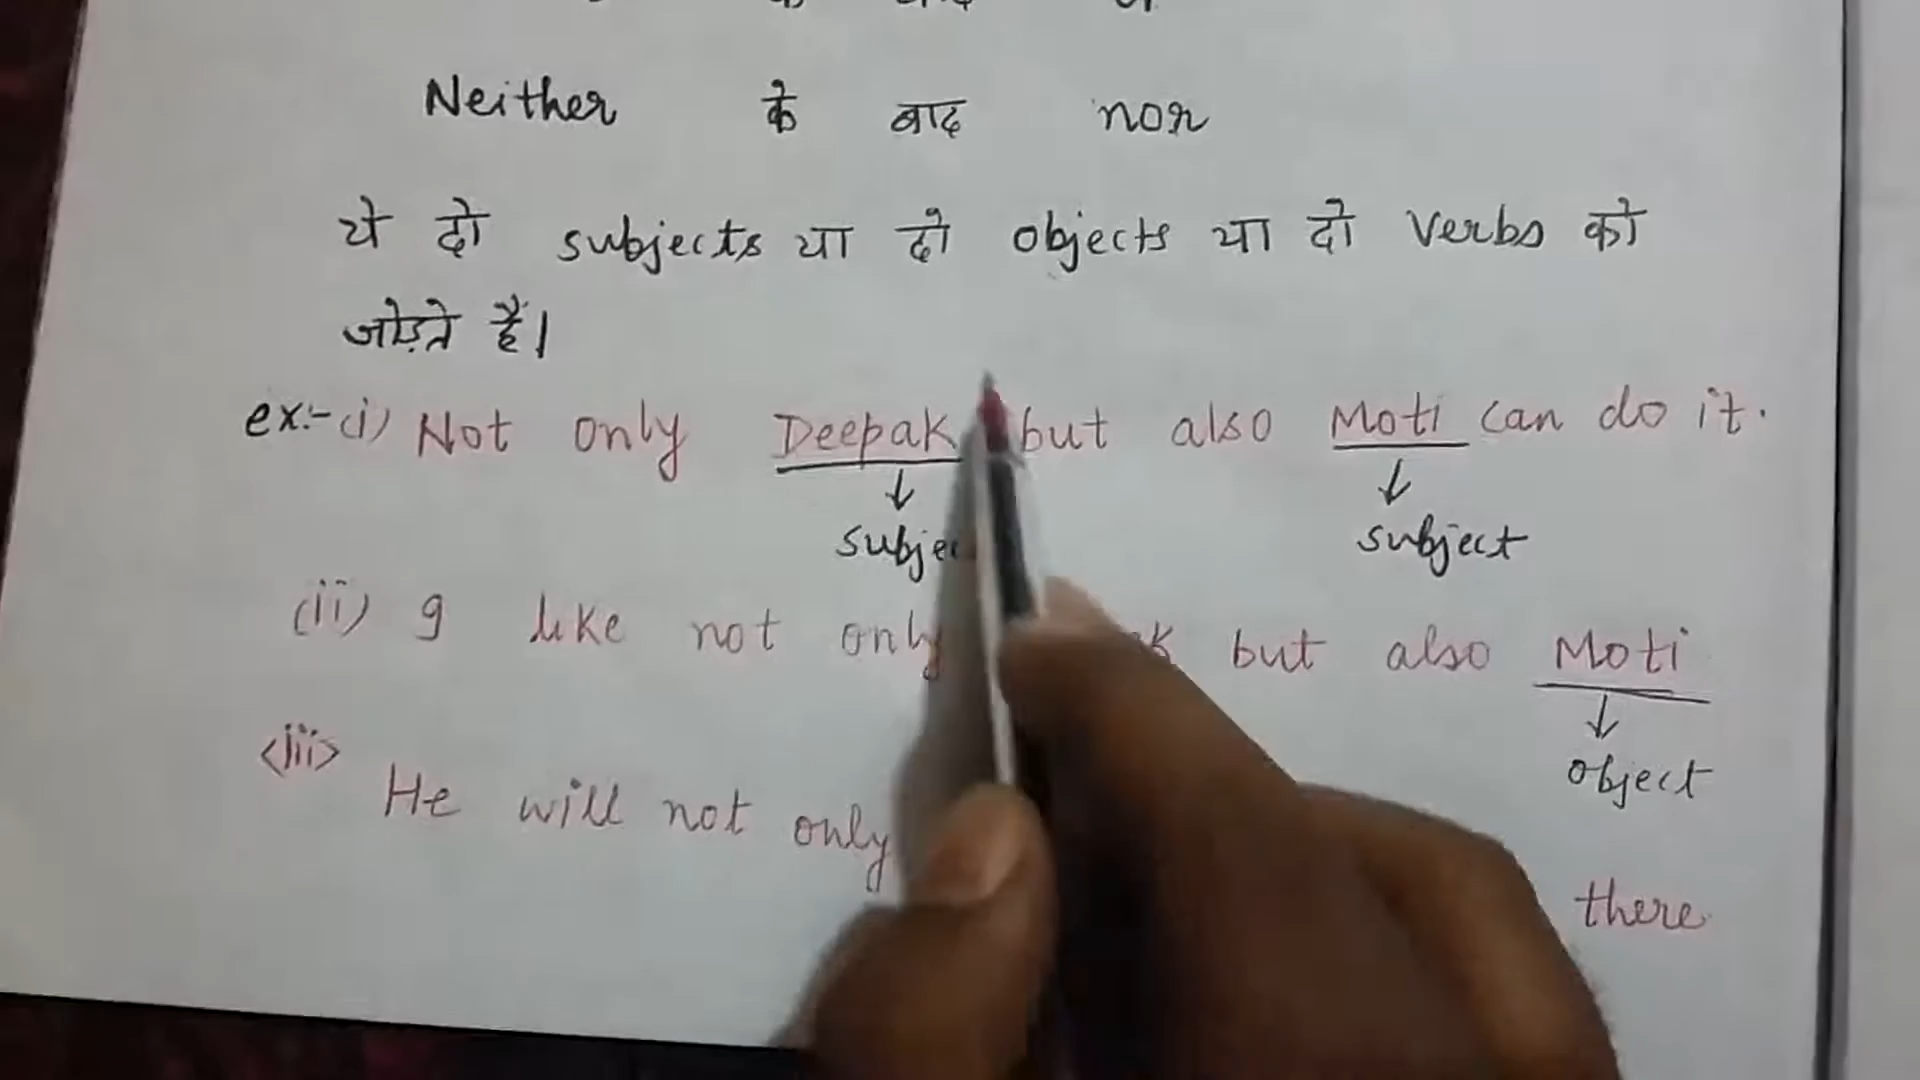 Neither के बाद nor
ये दो subjects या दो objects या दो verbs को
जोड़ते हैं।
ex:- (i) Not only Deepak but also Moti can do it.
subject
(ii) I like not only but also Moti
object
<iii> He will not only
there